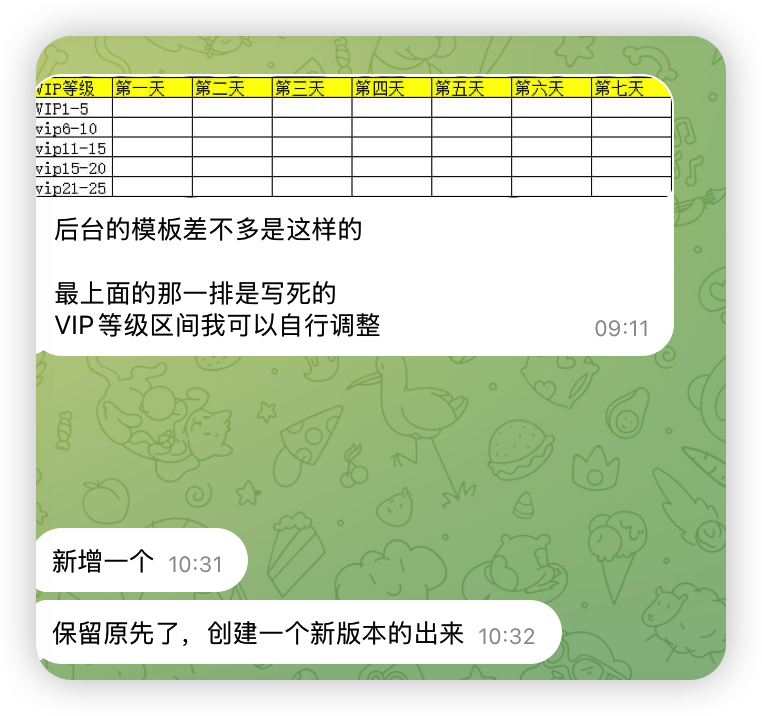 VIP等级 第一天 第二天 第三天 第四天 第五天 第六天 第七天
VIP1-5
vip6-10
vip11-15
vip15-20
vip21-25
后台的模板差不多是这样的
最上面的那一排是写死的
VIP等级区间我可以自行调整 09:11
新增一个 10:31
保留原先了，创建一个新版本的出来 10:32